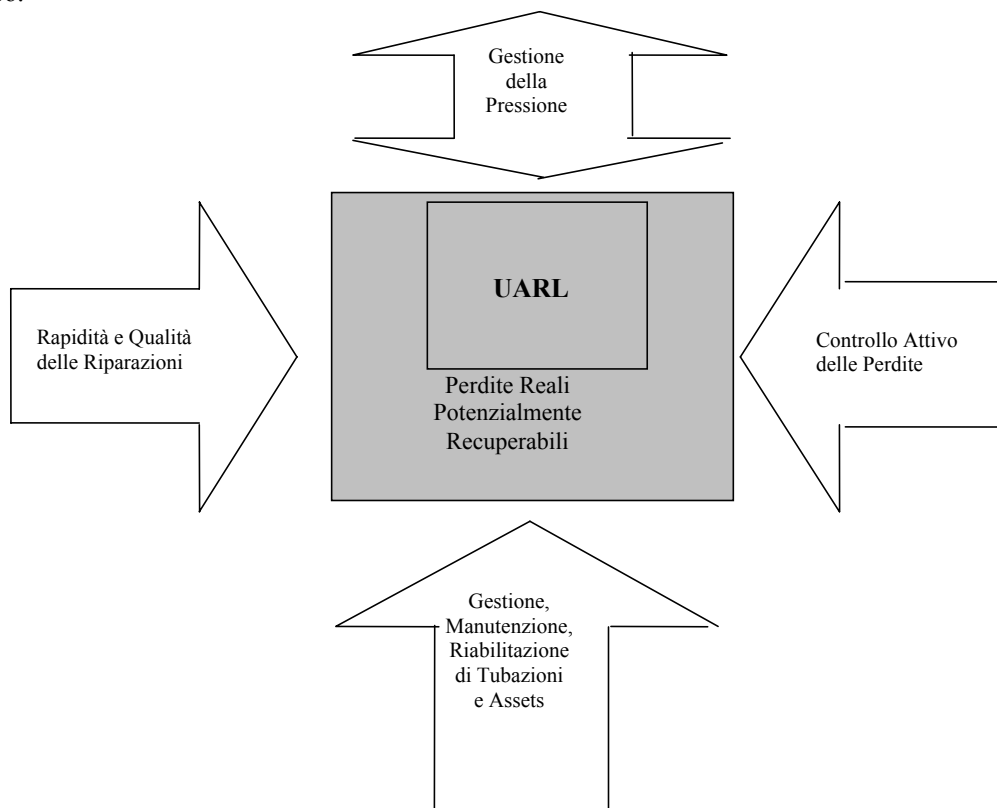 Gestione
della
Pressione
UARL
Rapidità e Qualità
delle Riparazioni
Controllo Attivo
delle Perdite
Perdite Reali
Potenzialmente
Recuperabili
Gestione,
Manutenzione,
Riabilitazione
di Tubazioni
e Assets